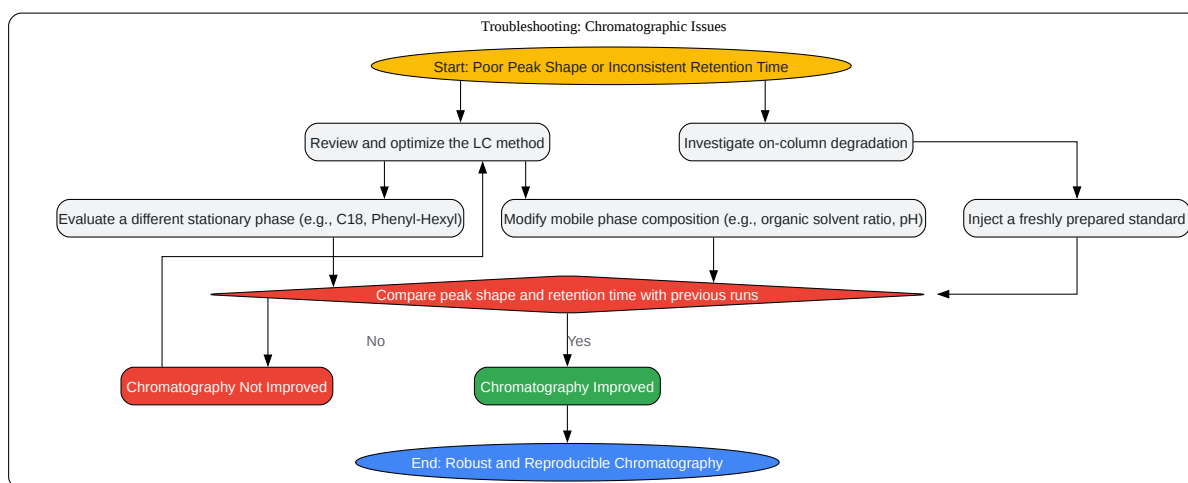 Troubleshooting: Chromatographic Issues
Start: Poor Peak Shape or Inconsistent Retention Time
Review and optimize the LC method
Investigate on-column degradation
Evaluate a different stationary phase (e.g., C18, Phenyl-Hexyl)
Modify mobile phase composition (e.g., organic solvent ratio, pH)
Inject a freshly prepared standard
Compare peak shape and retention time with previous runs
No
Yes
Chromatography Not Improved
Chromatography Improved
End: Robust and Reproducible Chromatography